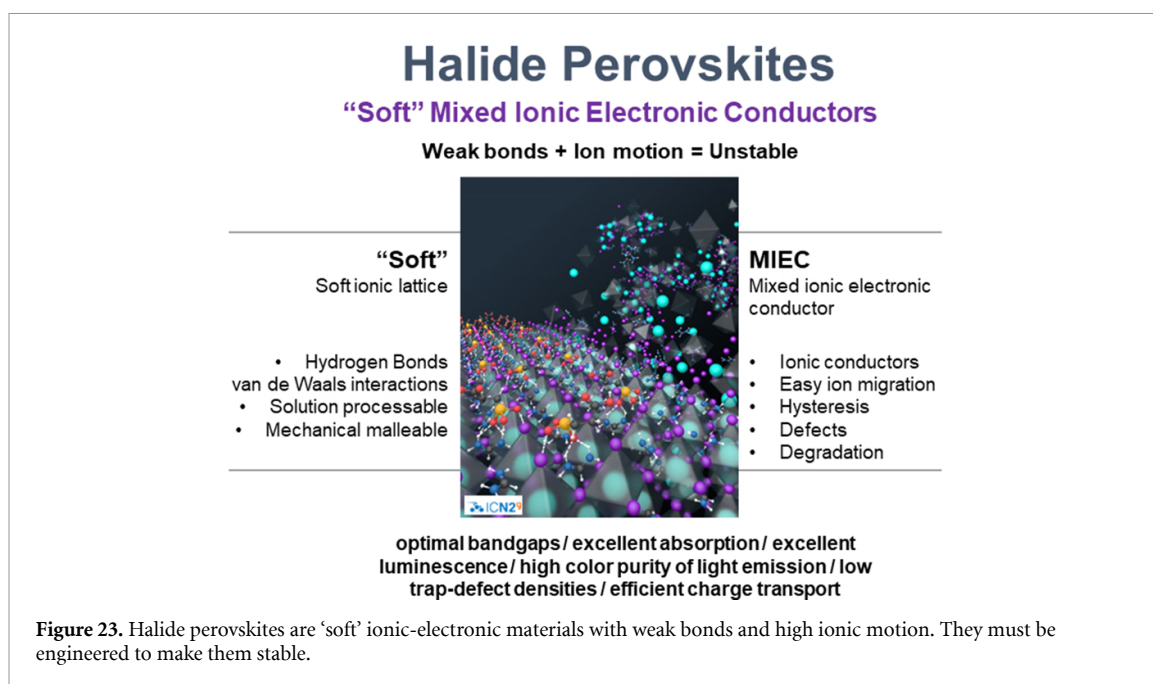 Halide Perovskites
“Soft” Mixed Ionic Electronic Conductors
Weak bonds + Ion motion = Unstable
“Soft”
Soft ionic lattice
• Hydrogen Bonds
van de Waals interactions
• Solution processable
• Mechanical malleable
MIEC
Mixed ionic electronic
conductor
• Ionic conductors
• Easy ion migration
• Hysteresis
• Defects
• Degradation
ICN2
optimal bandgaps / excellent absorption / excellent
luminescence / high color purity of light emission / low
trap-defect densities / efficient charge transport
Figure 23. Halide perovskites are ‘soft’ ionic-electronic materials with weak bonds and high ionic motion. They must be
engineered to make them stable.